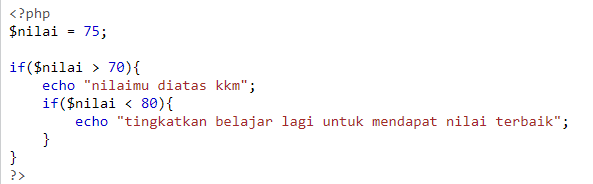 <?php
$nilai = 75;

if($nilai > 70){
    echo "nilaimu diatas kkm";
    if($nilai < 80){
        echo "tingkatkan belajar lagi untuk mendapat nilai terbaik";
    }
}
?>